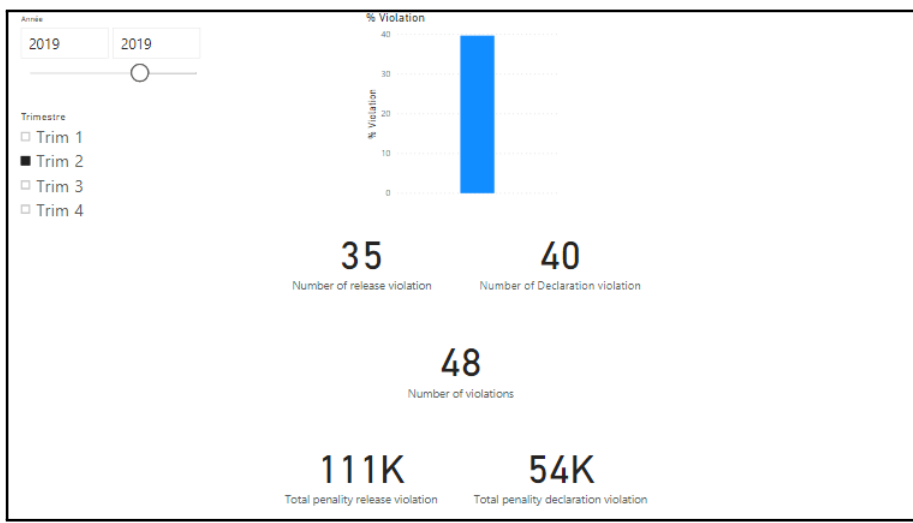 Année
2019 2019
Trimestre
Trim 1
Trim 2
Trim 3
Trim 4
% Violation
% Violation
40
30
20
10
0
35
Number of release violation
40
Number of Declaration violation
48
Number of violations
111K
Total penality release violation
54K
Total penality declaration violation